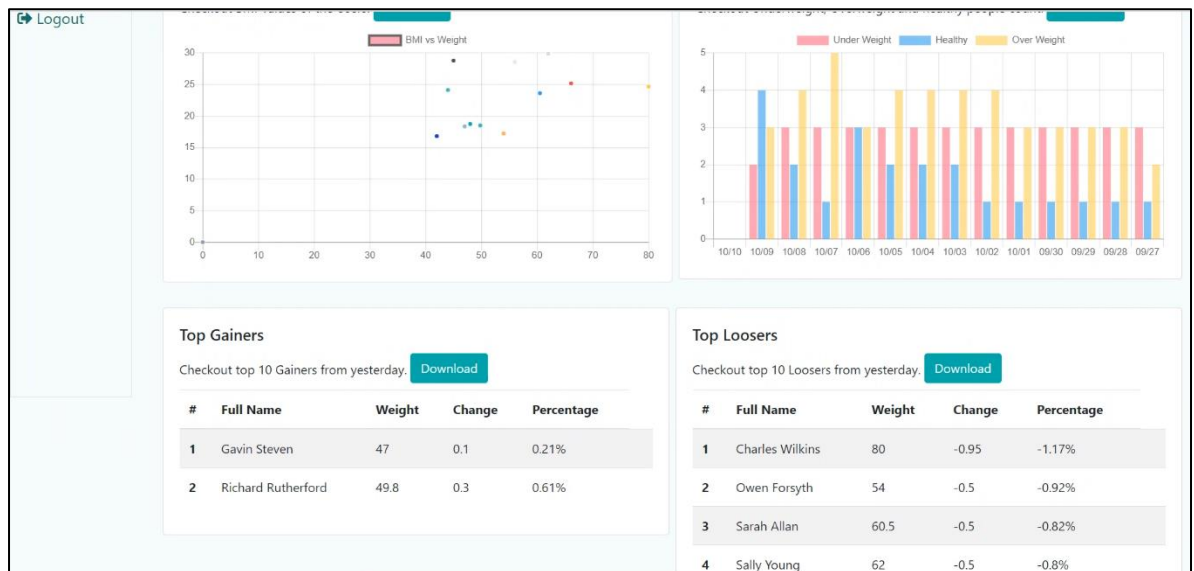 Logout
BMI vs Weight
30
25
20
15
10
5
0
0 10 20 30 40 50 60 70 80
Under Weight Healthy Over Weight
5
4
3
2
1
0
10/10 10/09 10/08 10/07 10/06 10/05 10/04 10/03 10/02 10/01 09/30 09/29 09/28 09/27
Top Gainers
Checkout top 10 Gainers from yesterday. Download
# Full Name Weight Change Percentage
1 Gavin Steven 47 0.1 0.21%
2 Richard Rutherford 49.8 0.3 0.61%
Top Loosers
Checkout top 10 Loosers from yesterday. Download
# Full Name Weight Change Percentage
1 Charles Wilkins 80 -0.95 -1.17%
2 Owen Forsyth 54 -0.5 -0.92%
3 Sarah Allan 60.5 -0.5 -0.82%
4 Sally Young 62 -0.5 -0.8%